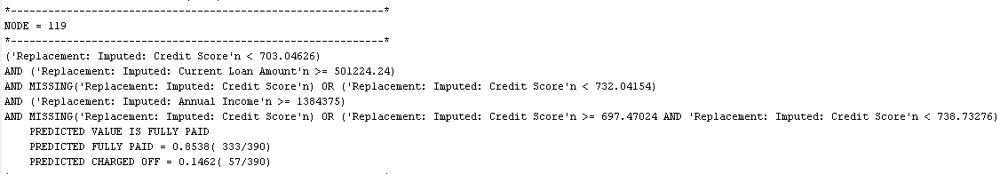 *------------------------------------------------------------*
NODE = 119
*------------------------------------------------------------*
('Replacement: Imputed: Credit Score'n < 703.04626)
AND ('Replacement: Imputed: Current Loan Amount'n >= 501224.24)
AND MISSING('Replacement: Imputed: Credit Score'n) OR ('Replacement: Imputed: Credit Score'n < 732.04154)
AND ('Replacement: Imputed: Annual Income'n >= 1384375)
AND MISSING('Replacement: Imputed: Credit Score'n) OR ('Replacement: Imputed: Credit Score'n >= 697.47024 AND 'Replacement: Imputed: Credit Score'n < 738.73276)
PREDICTED VALUE IS FULLY PAID
PREDICTED FULLY PAID = 0.8538( 333/390)
PREDICTED CHARGED OFF = 0.1462( 57/390)